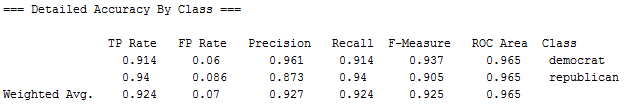 === Detailed Accuracy By Class ===
TP Rate FP Rate Precision Recall F-Measure ROC Area Class
0.914 0.06 0.961 0.914 0.937 0.965 democrat
0.94 0.086 0.873 0.94 0.905 0.965 republican
Weighted Avg. 0.924 0.07 0.927 0.924 0.925 0.965